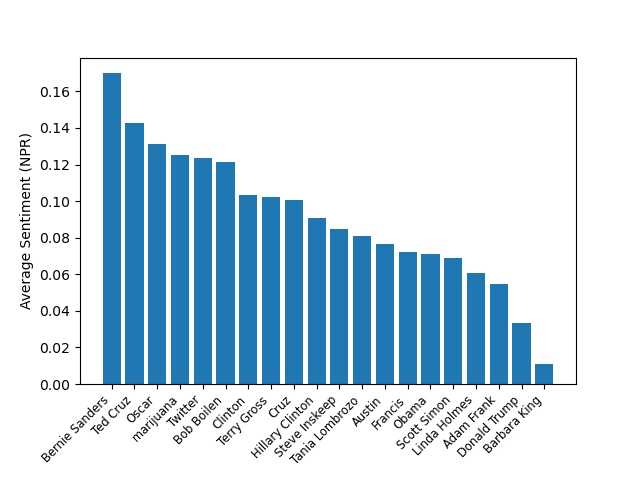 Average Sentiment (NPR)
0.16
0.14
0.12
0.10
0.08
0.06
0.04
0.02
0.00
Bernie Sanders
Ted Cruz
Oscar
marijuana
Twitter
Bob Boilen
Clinton
Terry Gross
Cruz
Hillary Clinton
Steve Inskeep
Tania Lombrozo
Austin
Francis
Obama
Scott Simon
Linda Holmes
Adam Frank
Donald Trump
Barbara King